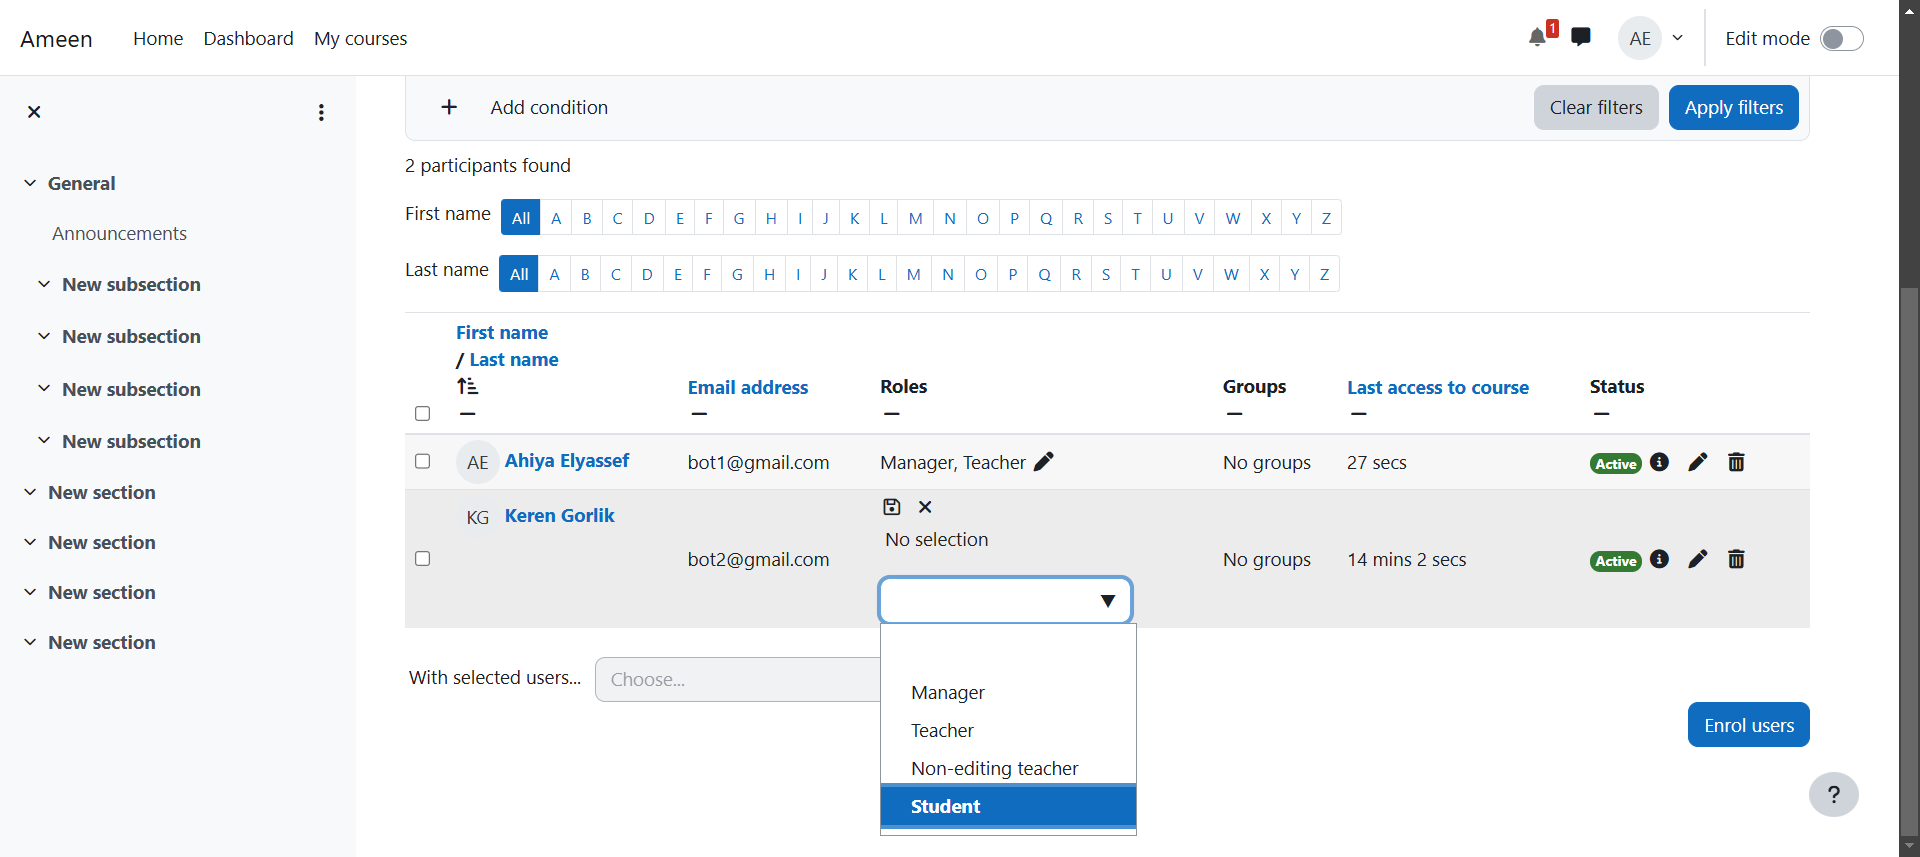 Ameen
Home Dashboard My courses
1
AE
Edit mode
General
Announcements
New subsection
New subsection
New subsection
New subsection
New section
New section
New section
New section
Add condition
Clear filters
Apply filters
2 participants found
First name All A B C D E F G H I J K L M N O P Q R S T U V W X Y Z
Last name All A B C D E F G H I J K L M N O P Q R S T U V W X Y Z
First name
/ Last name
Email address Roles Groups Last access to course Status
AE Ahiya Elyassef bot1@gmail.com Manager, Teacher No groups 27 secs Active
KG Keren Gorlik
No selection
bot2@gmail.com No groups 14 mins 2 secs Active
With selected users... Choose...
Manager
Teacher
Non-editing teacher
Student
Enrol users
?